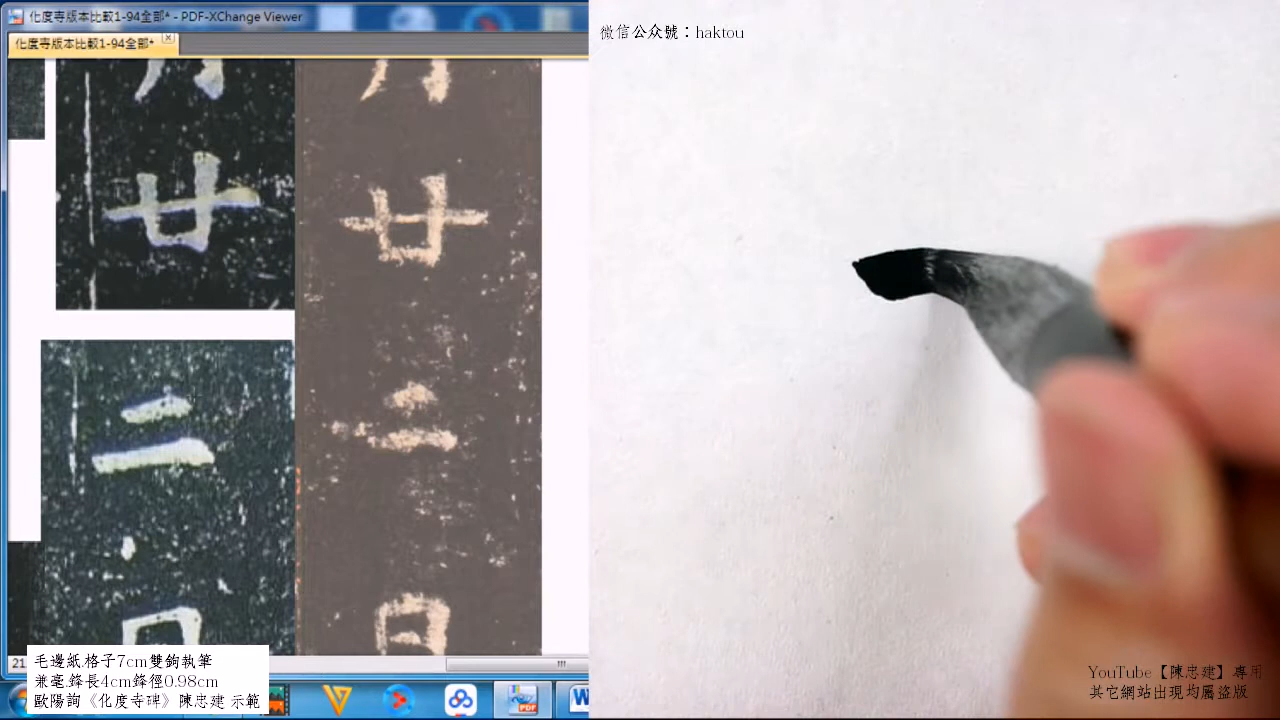 化度寺版本比較1-94全部* - PDF-XChange Viewer
化度寺版本比較1-94全部*
微信公众號：haktou
廿
二
日
毛邊紙格子7cm雙鉤執筆
兼毫 鋒長4cm鋒徑0.98cm
歐陽詢《化度寺碑》陳忠建 示範
YouTube【陳忠建】專用
其它網站出現均屬盜版
PDF
W